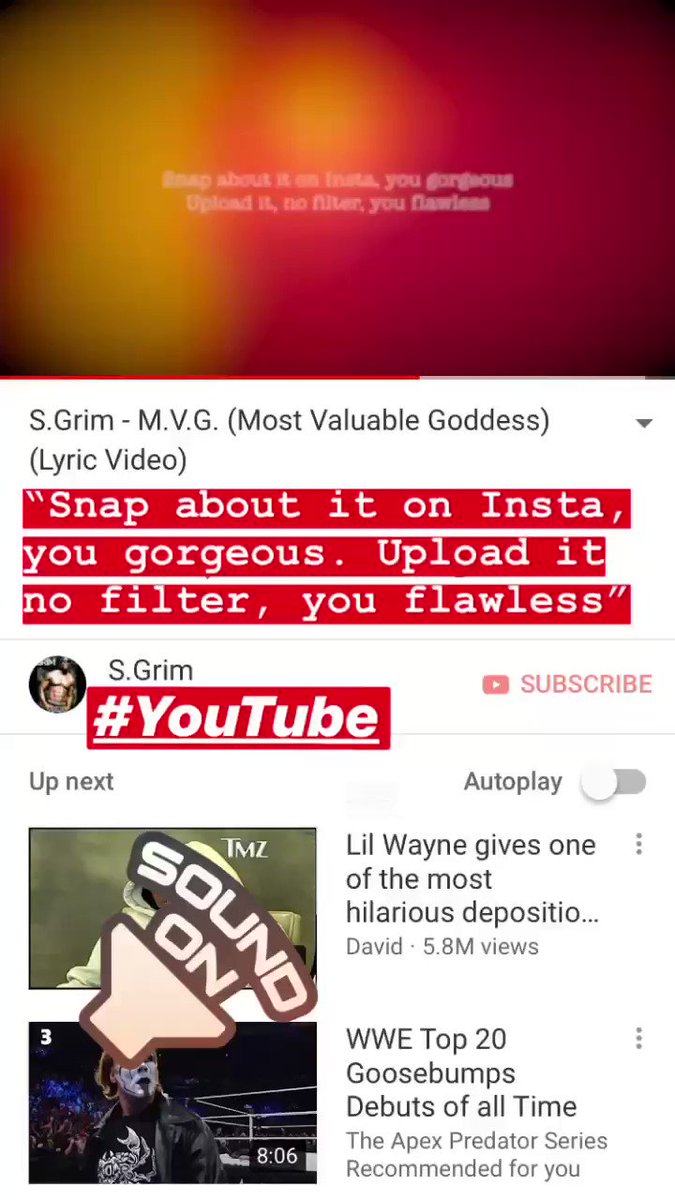 Snap about it on Insta, you gorgeous
Upload it, no filter, you flawless
S.Grim - M.V.G. (Most Valuable Goddess)
(Lyric Video)
“Snap about it on Insta,
you gorgeous. Upload it
no filter, you flawless”
S.Grim
SUBSCRIBE
#YouTube
Up next
Autoplay
TMZ
SOUND
ON
Lil Wayne gives one
of the most
hilarious depositio...
David · 5.8M views
3
8:06
WWE Top 20
Goosebumps
Debuts of all Time
The Apex Predator Series
Recommended for you